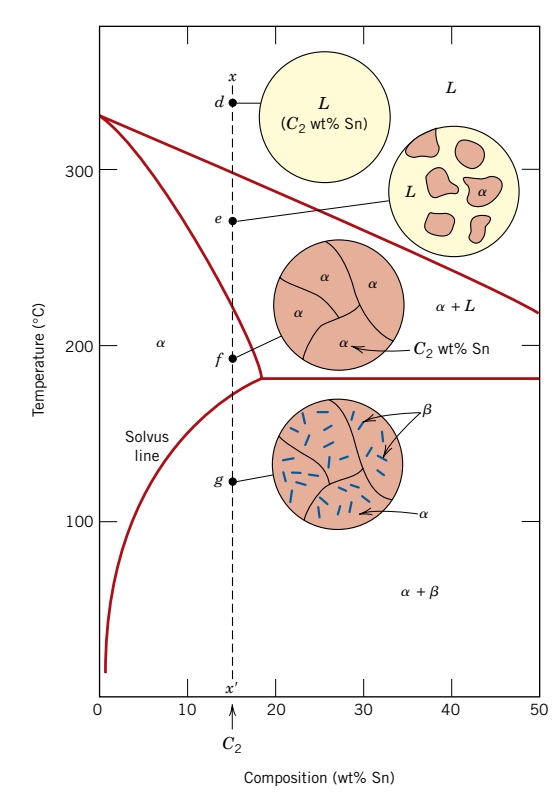 x
d
L
(C₂ wt% Sn)
L
300
L
α
e
α
α
α
α
α + L
C₂ wt% Sn
Temperature (°C)
200
α
f
Solvus
line
β
g
α
100
α + β
x′
0
10
20
30
40
50
C₂
Composition (wt% Sn)